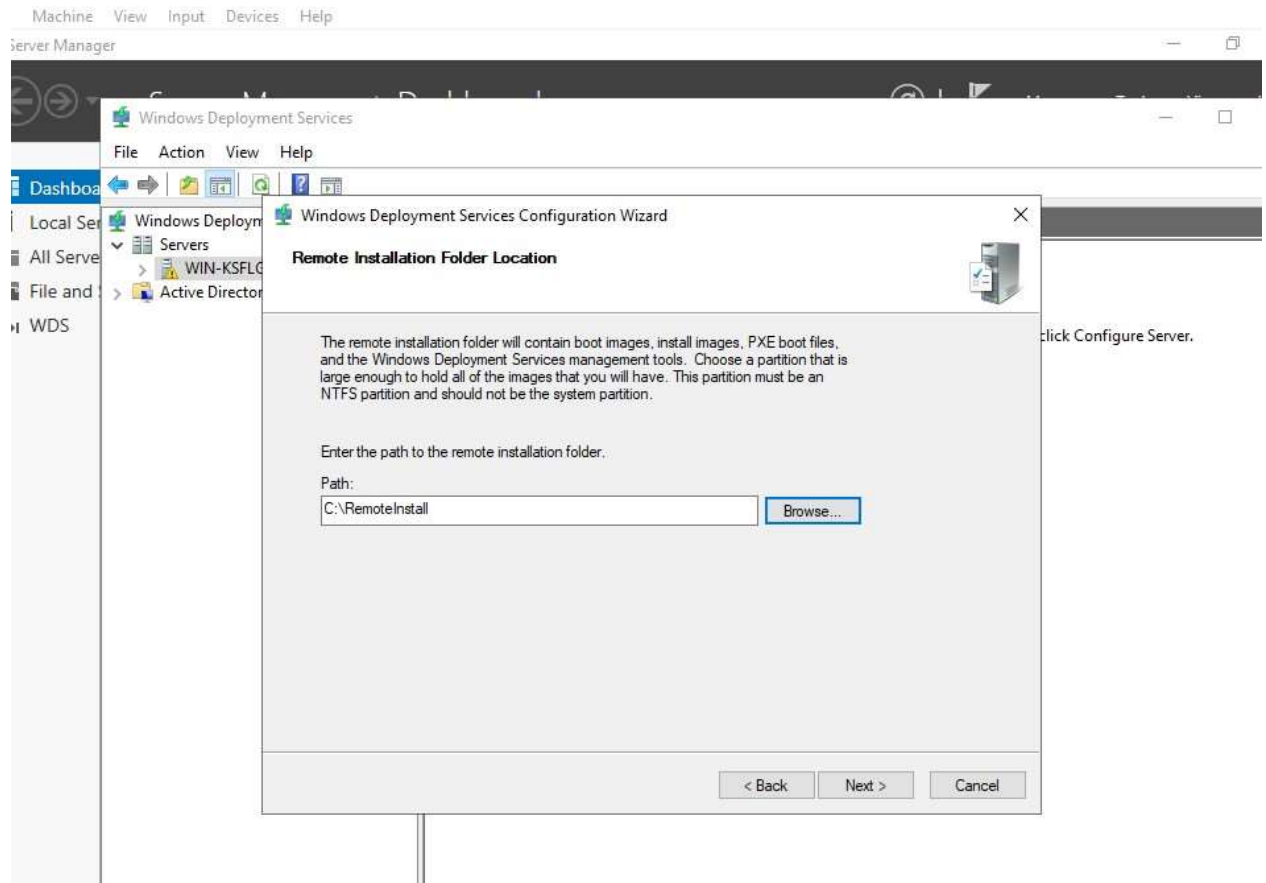 Machine View Input Devices Help
Server Manager
Windows Deployment Services
File Action View Help
Dashboa
Local Ser
All Serve
File and
WDS
Windows Deploym
Servers
WIN-KSFLG
Active Director
Windows Deployment Services Configuration Wizard
Remote Installation Folder Location
The remote installation folder will contain boot images, install images, PXE boot files,
and the Windows Deployment Services management tools. Choose a partition that is
large enough to hold all of the images that you will have. This partition must be an
NTFS partition and should not be the system partition.
Enter the path to the remote installation folder.
Path:
C:\RemoteInstall
Browse...
< Back Next > Cancel
click Configure Server.